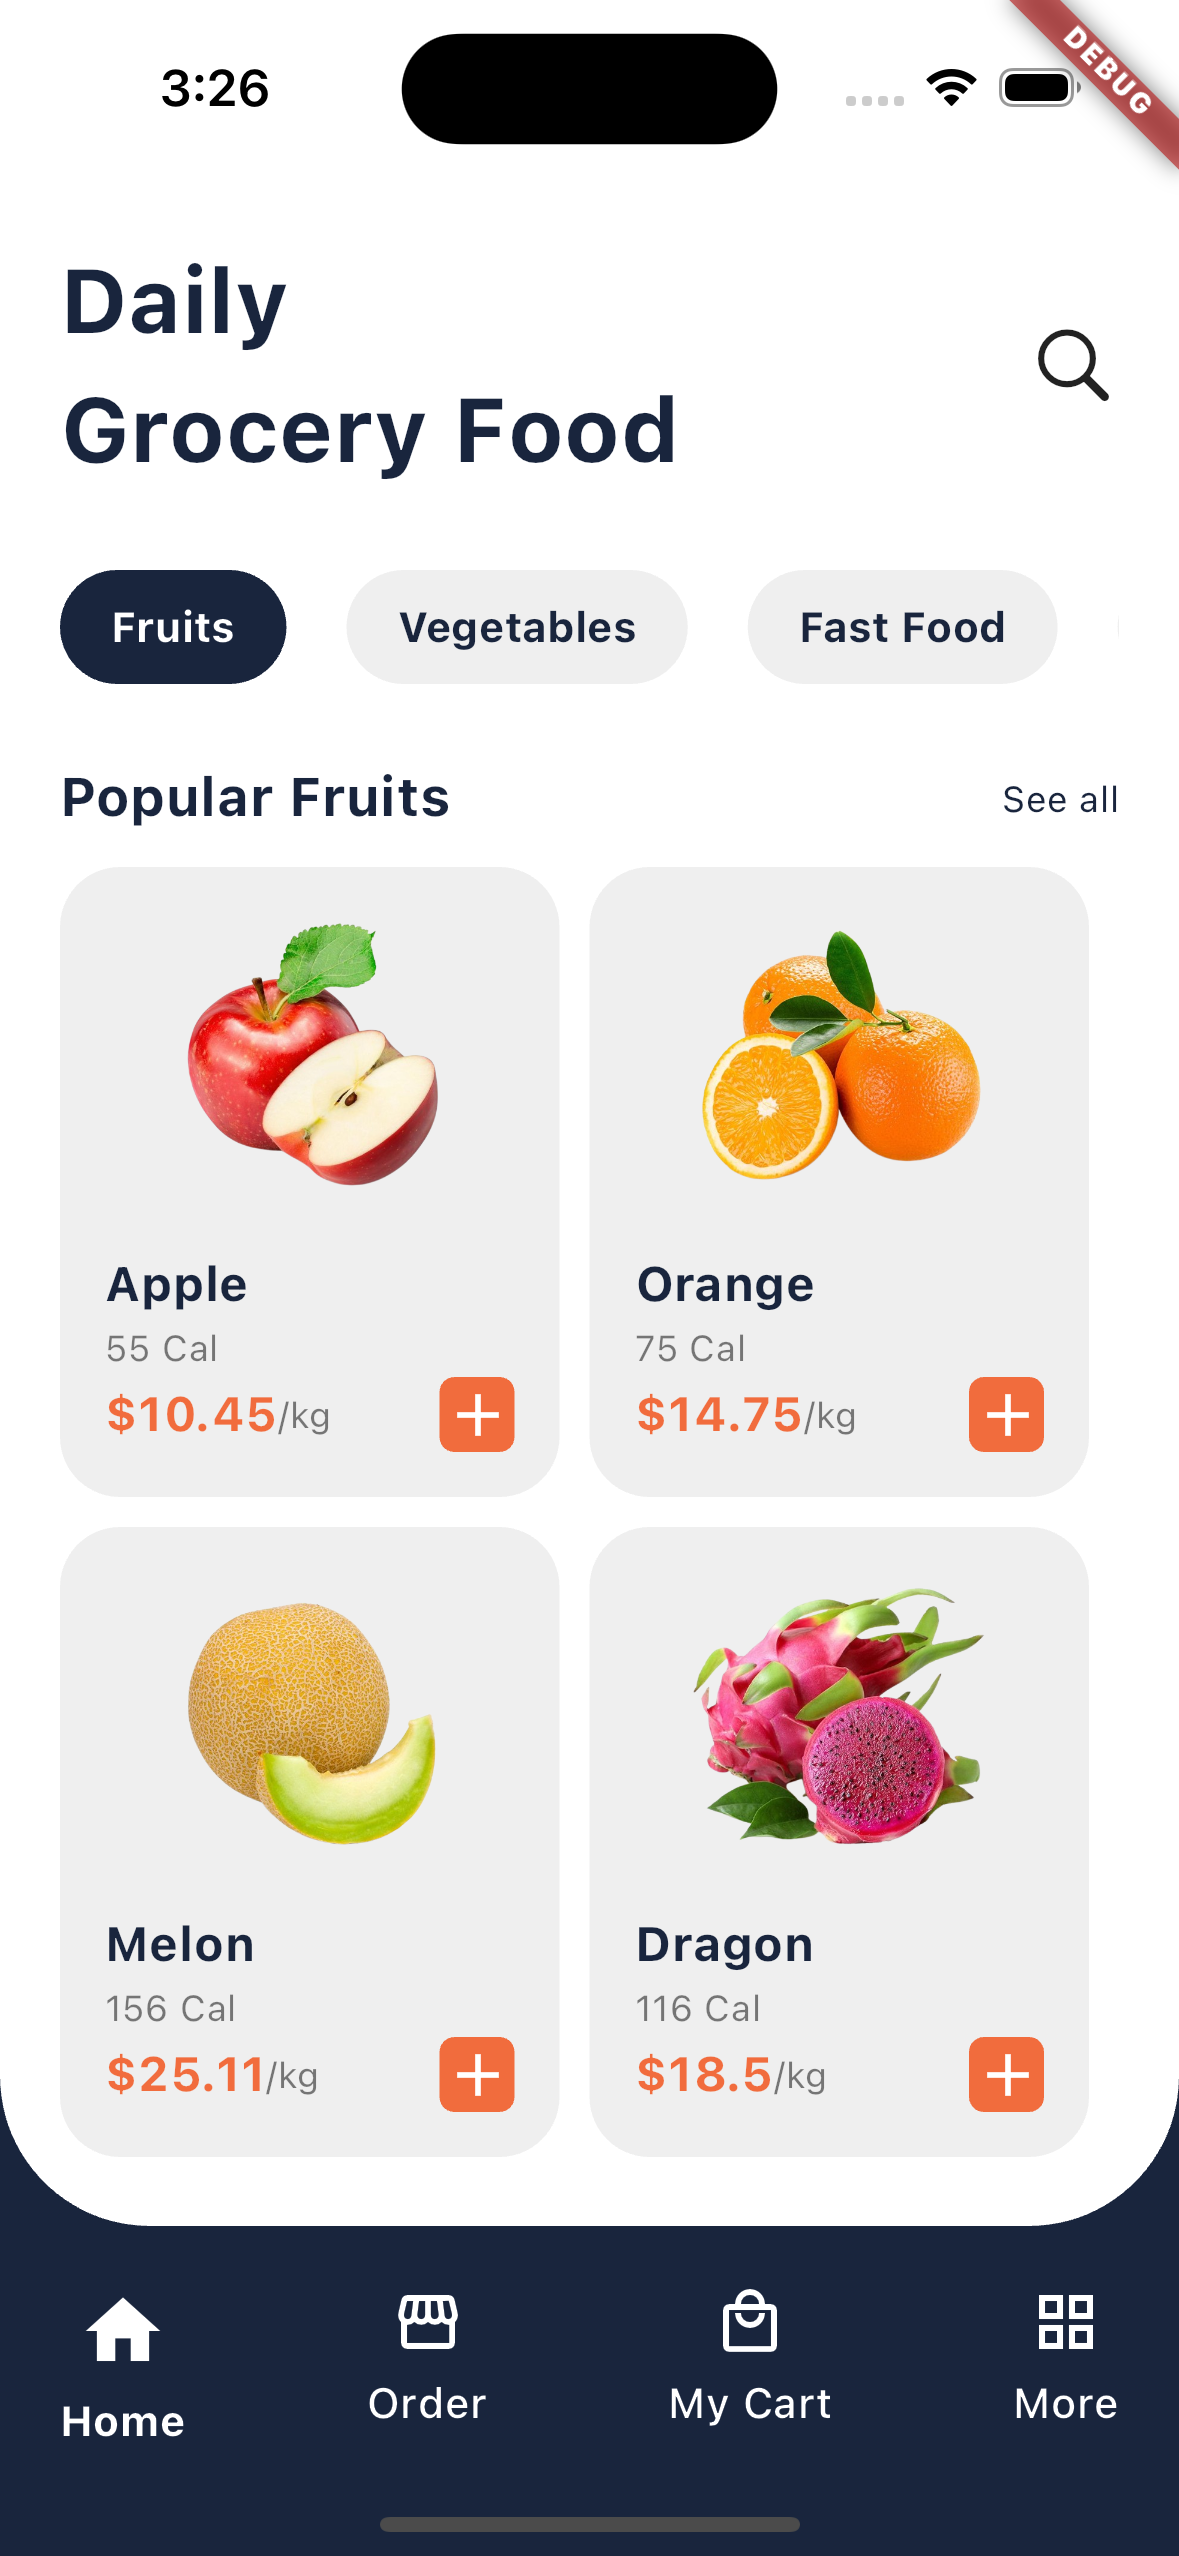 3:26
DEBUG
Daily
Grocery Food
Fruits
Vegetables
Fast Food
Popular Fruits
See all
Apple
55 Cal
$10.45/kg
Orange
75 Cal
$14.75/kg
Melon
156 Cal
$25.11/kg
Dragon
116 Cal
$18.5/kg
Home
Order
My Cart
More